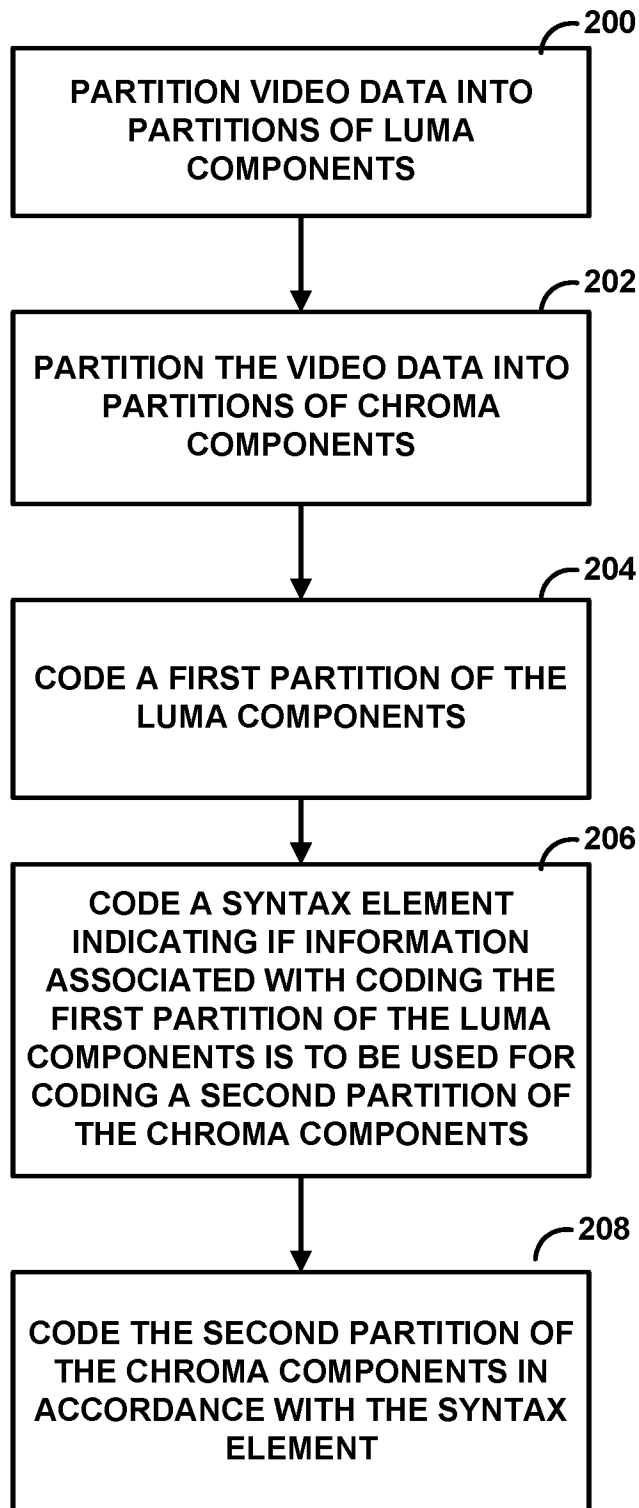 200
PARTITION VIDEO DATA INTO
PARTITIONS OF LUMA
COMPONENTS
202
PARTITION THE VIDEO DATA INTO
PARTITIONS OF CHROMA
COMPONENTS
204
CODE A FIRST PARTITION OF THE
LUMA COMPONENTS
206
CODE A SYNTAX ELEMENT
INDICATING IF INFORMATION
ASSOCIATED WITH CODING THE
FIRST PARTITION OF THE LUMA
COMPONENTS IS TO BE USED FOR
CODING A SECOND PARTITION OF
THE CHROMA COMPONENTS
208
CODE THE SECOND PARTITION OF
THE CHROMA COMPONENTS IN
ACCORDANCE WITH THE SYNTAX
ELEMENT